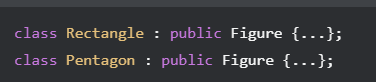 class Rectangle : public Figure {...};
class Pentagon : public Figure {...};